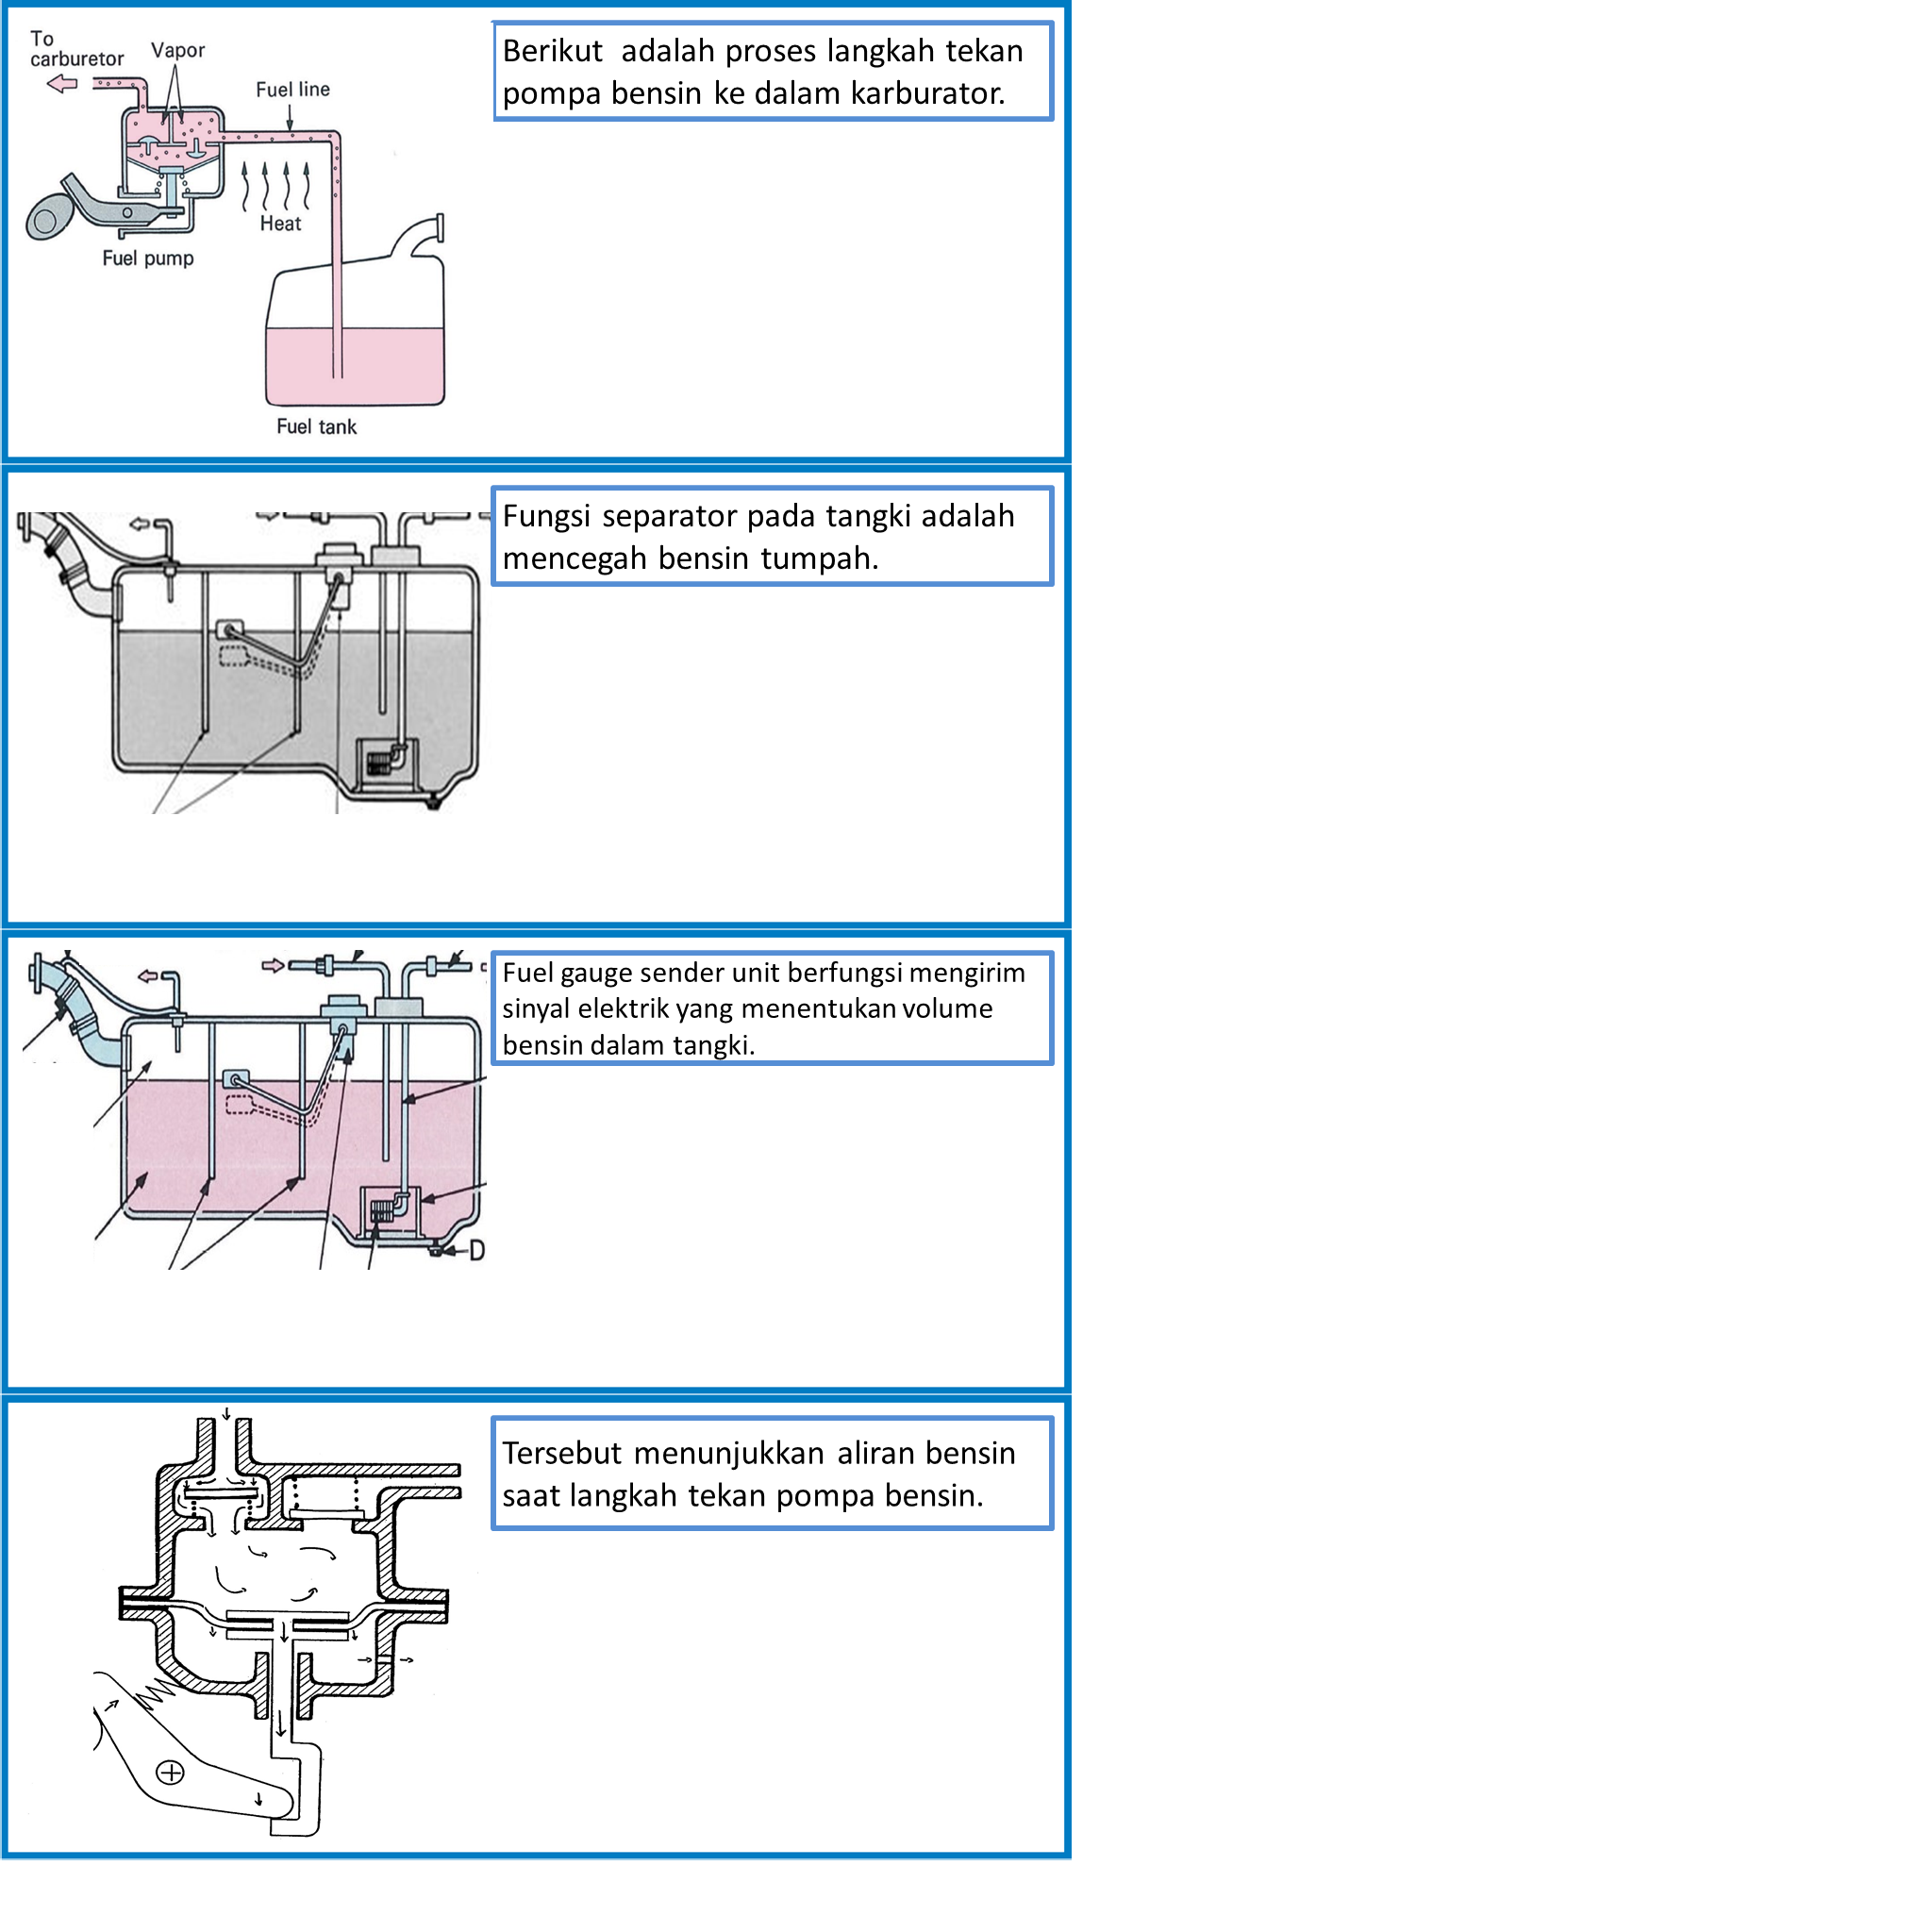 To
carburetor
Vapor
Fuel line
Heat
Fuel pump
Fuel tank
Berikut adalah proses langkah tekan
pompa bensin ke dalam karburator.
Fungsi separator pada tangki adalah
mencegah bensin tumpah.
Fuel gauge sender unit berfungsi mengirim
sinyal elektrik yang menentukan volume
bensin dalam tangki.
D
Tersebut menunjukkan aliran bensin
saat langkah tekan pompa bensin.